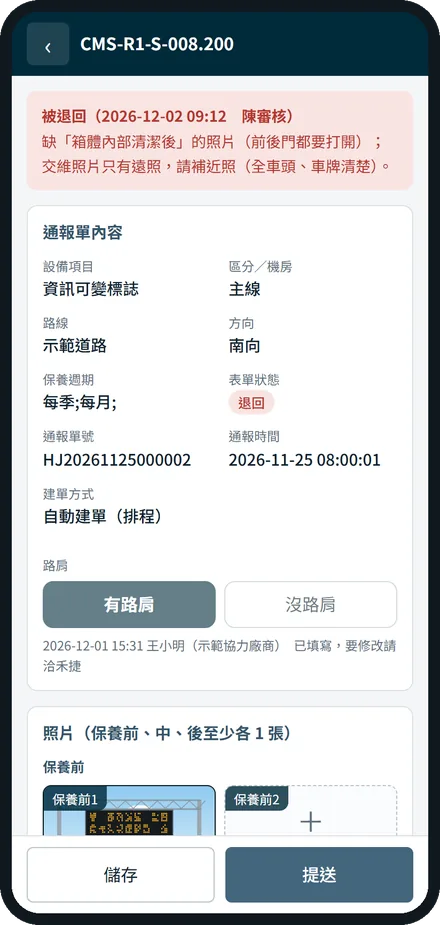 CMS-R1-S-008.200
被退回（2026-12-02 09:12　陳審核）
缺「箱體內部清潔後」的照片（前後門都要打開）；
交維照片只有遠照，請補近照（全車頭、車牌清楚）。
通報單內容
設備項目
區分／機房
資訊可變標誌
主線
路線
方向
示範道路
南向
保養週期
表單狀態
每季;每月;
退回
通報單號
通報時間
HJ20261125000002
2026-11-25 08:00:01
建單方式
自動建單（排程）
路肩
有路肩
沒路肩
2026-12-01 15:31 王小明（示範協力廠商）　已填寫，要修改請
洽禾捷
照片（保養前、中、後至少各 1 張）
保養前
保養前1
保養前2
儲存
提送